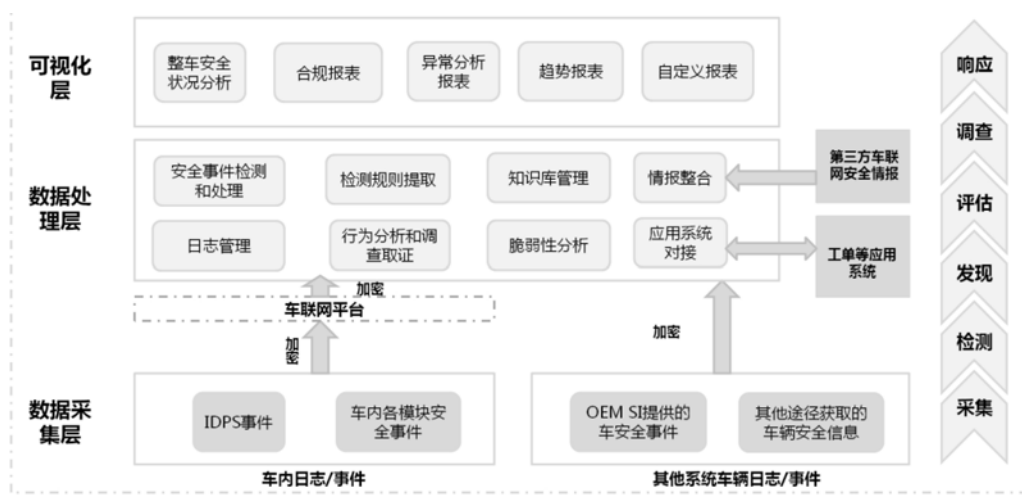 可视化
层
整车安全
状况分析
合规报表
异常分析
报表
趋势报表
自定义报表
响应
调查
评估
发现
检测
采集
数据处
理层
安全事件检测
和处理
检测规则提取
知识库管理
情报整合
第三方车联
网安全情报
日志管理
行为分析和调
查取证
脆弱性分析
应用系统
对接
工单等应用
系统
加密
车联网平台
加
密
加密
数据采
集层
IDPS事件
车内各模块安
全事件
OEM SI提供的
车安全事件
其他途径获取的
车辆安全信息
车内日志/事件
其他系统车辆日志/事件